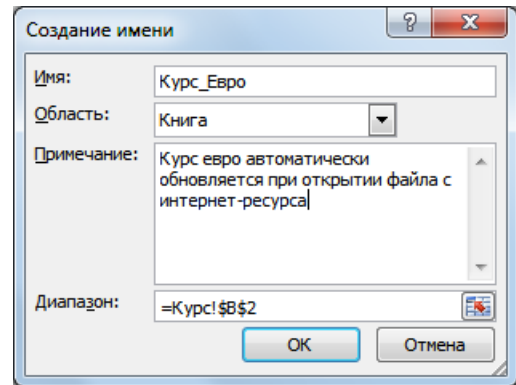 Создание имени
Имя:
Курс_Евро
Область:
Книга
Примечание:
Курс евро автоматически
обновляется при открытии файла с
интернет-ресурса
Диапазон:
=Курс!$B$2
ОК
Отмена